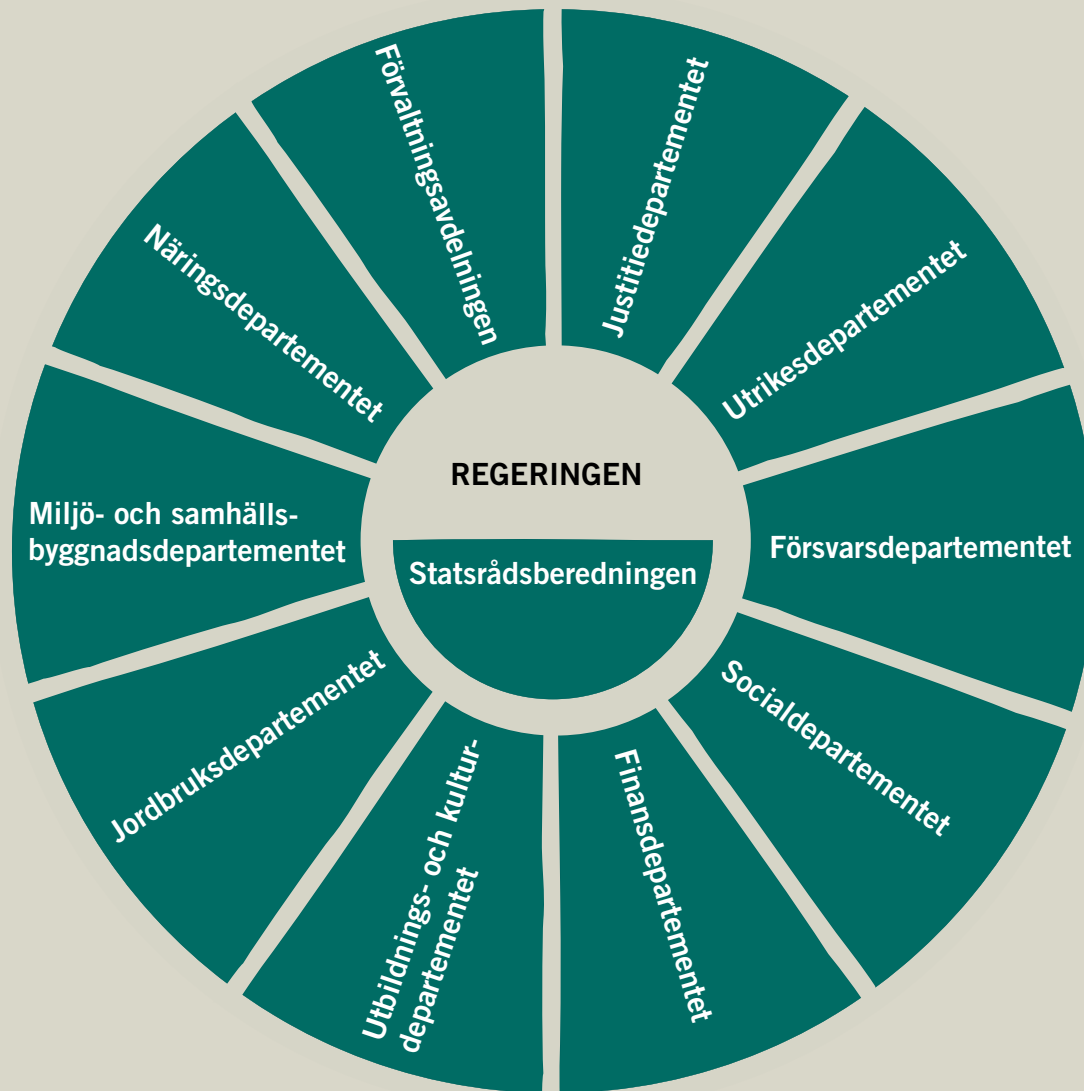 Förvaltningsavdelningen
Justitiedepartementet
Utrikesdepartementet
Försvarsdepartementet
Socialdepartementet
Finansdepartementet
Utbildnings- och kultur-
departementet
Jordbruksdepartementet
Miljö- och samhälls-
byggnadsdepartementet
Näringsdepartementet
REGERINGEN
Statsrådsberedningen